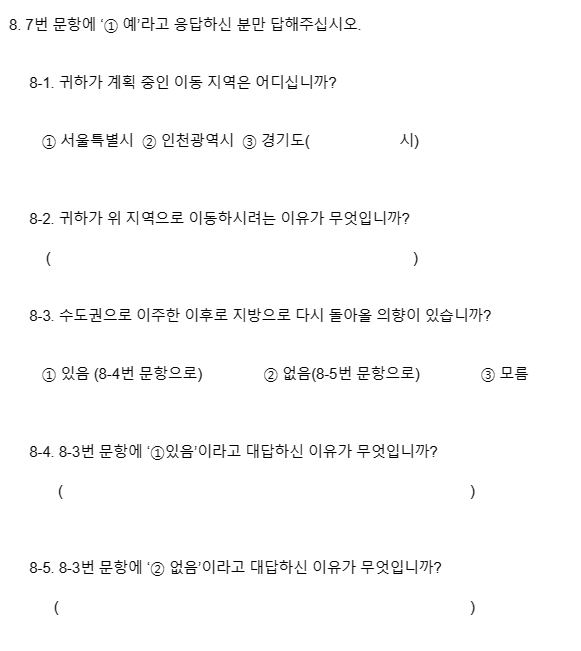 8. 7번 문항에 ‘① 예’라고 응답하신 분만 답해주십시오.
8-1. 귀하가 계획 중인 이동 지역은 어디십니까?
① 서울특별시 ② 인천광역시 ③ 경기도( 시)
8-2. 귀하가 위 지역으로 이동하시려는 이유가 무엇입니까?
( )
8-3. 수도권으로 이주한 이후로 지방으로 다시 돌아올 의향이 있습니까?
① 있음 (8-4번 문항으로) ② 없음(8-5번 문항으로) ③ 모름
8-4. 8-3번 문항에 ‘①있음’이라고 대답하신 이유가 무엇입니까?
( )
8-5. 8-3번 문항에 ‘② 없음’이라고 대답하신 이유가 무엇입니까?
( )